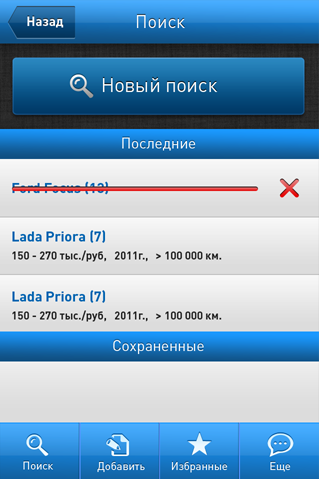 Назад
Поиск
Новый поиск
Последние
Ford Focus (13)
Lada Priora (7)
150 - 270 тыс./руб, 2011г., > 100 000 км.
Lada Priora (7)
150 - 270 тыс./руб, 2011г., > 100 000 км.
Сохраненные
Поиск
Добавить
Избранные
Еще